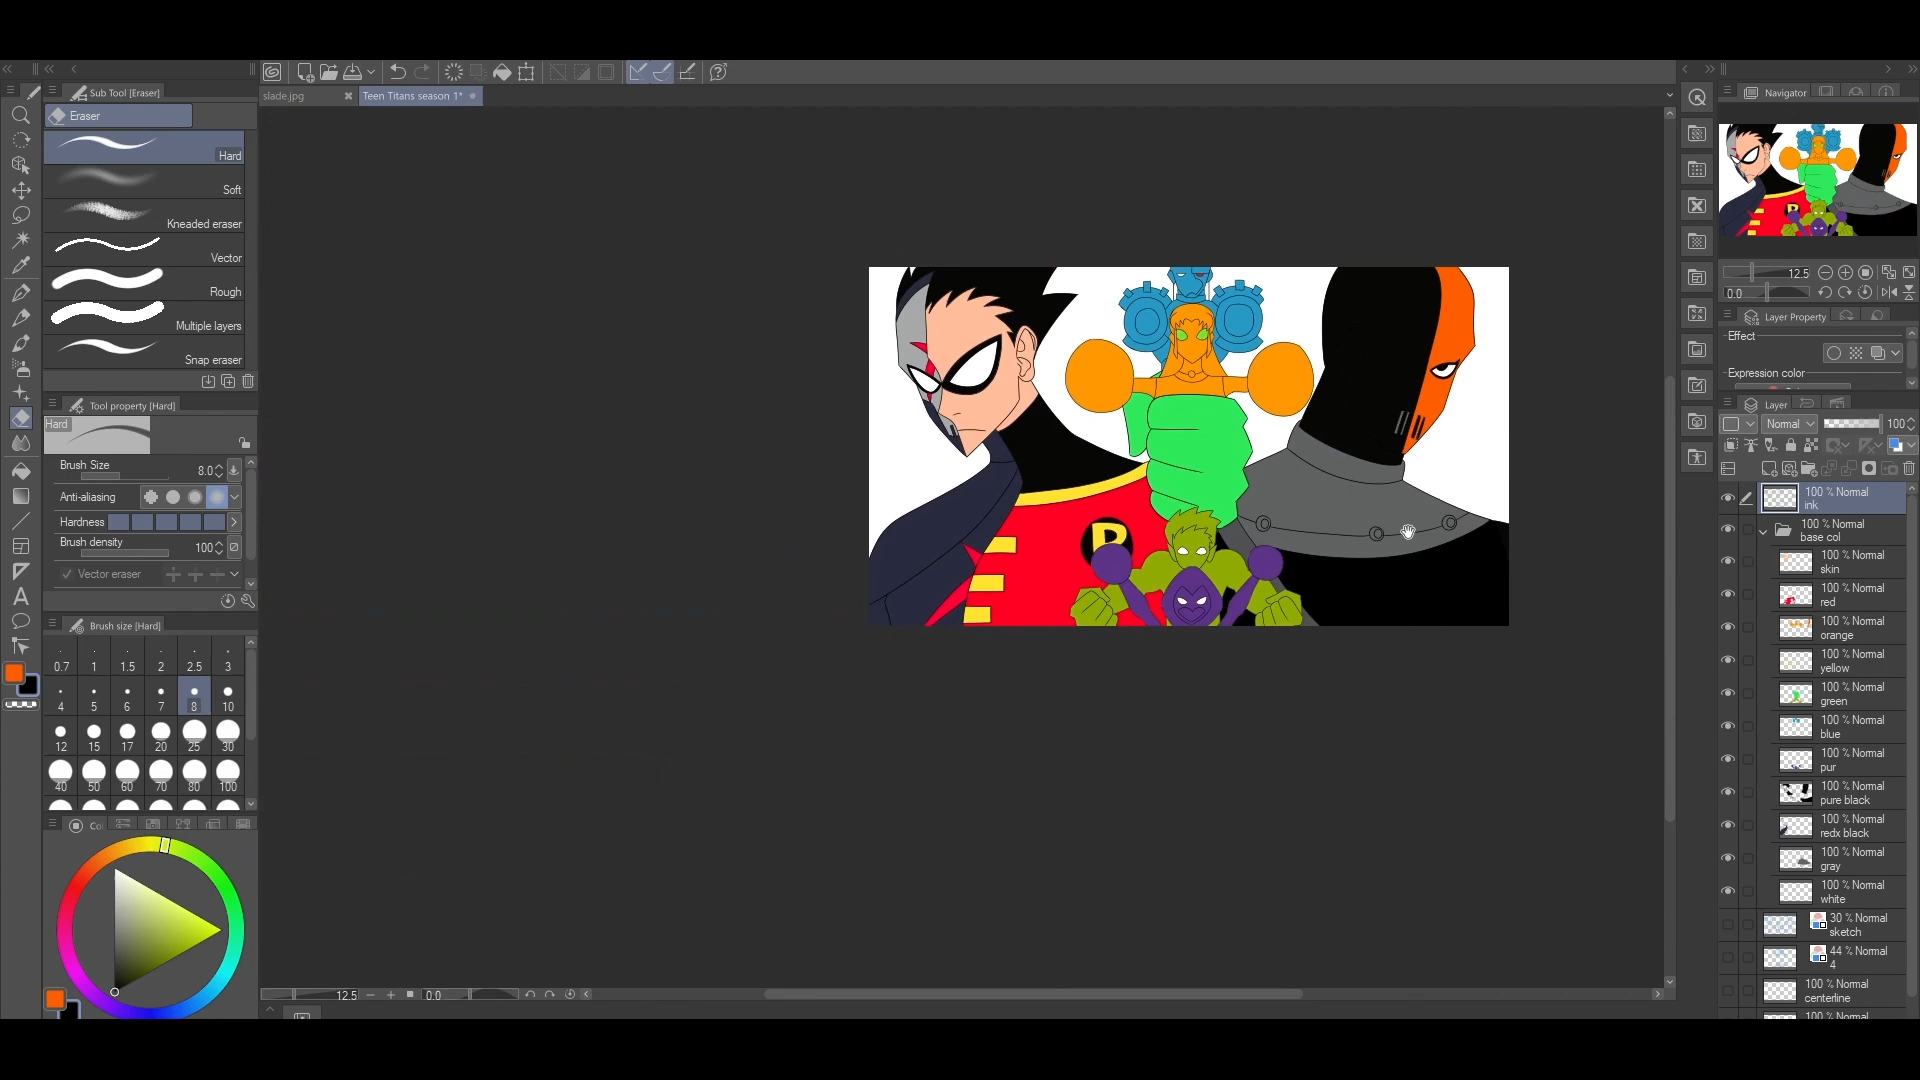 Sub Tool [Eraser]
Eraser
Hard
Soft
Kneaded eraser
Vector
Rough
Multiple layers
Snap eraser
Tool property [Hard]
Hard
Brush Size
8.0
Anti-aliasing
Hardness
Brush density
100
Vector eraser
Brush size [Hard]
0.7 1 1.5 2 2.5 3
4 5 6 7 8 10
12 15 17 20 25 30
40 50 60 70 80 100
Co
slade.jpg
Teen Titans season 1*
R
12.5
0.0
Navigator
12.5
0.0
Layer Property
Effect
Expression color
Layer
Normal
100
100 % Normal
ink
100 % Normal
base col
100 % Normal
skin
100 % Normal
red
100 % Normal
orange
100 % Normal
yellow
100 % Normal
green
100 % Normal
blue
100 % Normal
pur
100 % Normal
pure black
100 % Normal
redx black
100 % Normal
gray
100 % Normal
white
30 % Normal
sketch
44 % Normal
4
100 % Normal
centerline
100 % Normal